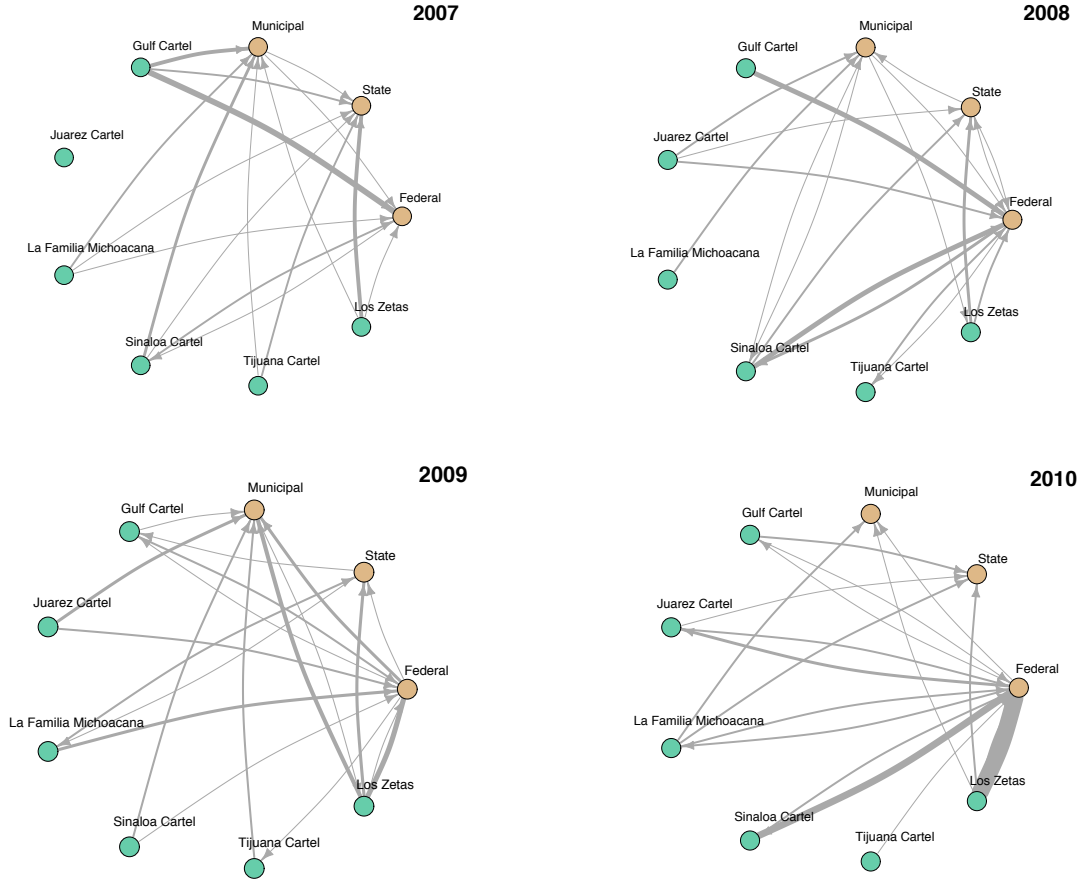 2007
Municipal
Gulf Cartel
State
Juarez Cartel
Federal
La Familia Michoacana
Los Zetas
Sinaloa Cartel
Tijuana Cartel
2008
Municipal
Gulf Cartel
State
Juarez Cartel
Federal
La Familia Michoacana
Los Zetas
Sinaloa Cartel
Tijuana Cartel
2009
Municipal
Gulf Cartel
State
Juarez Cartel
Federal
La Familia Michoacana
Los Zetas
Sinaloa Cartel
Tijuana Cartel
2010
Municipal
Gulf Cartel
State
Juarez Cartel
Federal
La Familia Michoacana
Los Zetas
Sinaloa Cartel
Tijuana Cartel